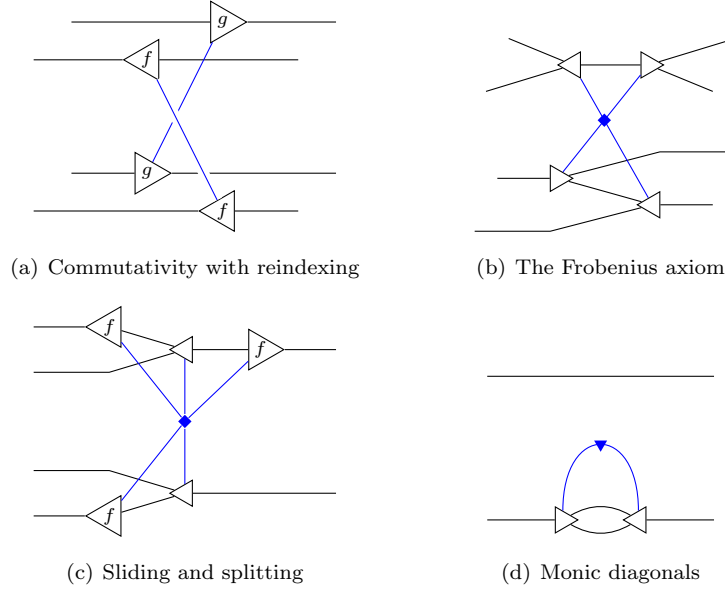 g
f
g
f
(a) Commutativity with reindexing
(b) The Frobenius axiom
f
f
f
(c) Sliding and splitting
(d) Monic diagonals